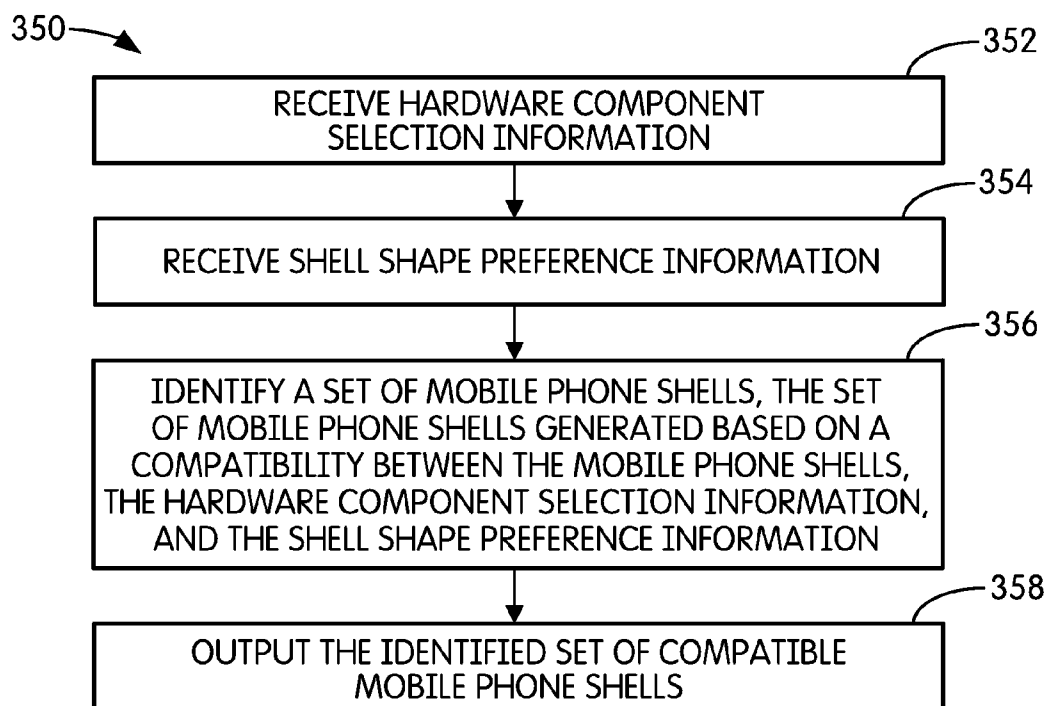 350
352
RECEIVE HARDWARE COMPONENT
SELECTION INFORMATION
354
RECEIVE SHELL SHAPE PREFERENCE INFORMATION
356
IDENTIFY A SET OF MOBILE PHONE SHELLS, THE SET
OF MOBILE PHONE SHELLS GENERATED BASED ON A
COMPATIBILITY BETWEEN THE MOBILE PHONE SHELLS,
THE HARDWARE COMPONENT SELECTION INFORMATION,
AND THE SHELL SHAPE PREFERENCE INFORMATION
358
OUTPUT THE IDENTIFIED SET OF COMPATIBLE
MOBILE PHONE SHELLS